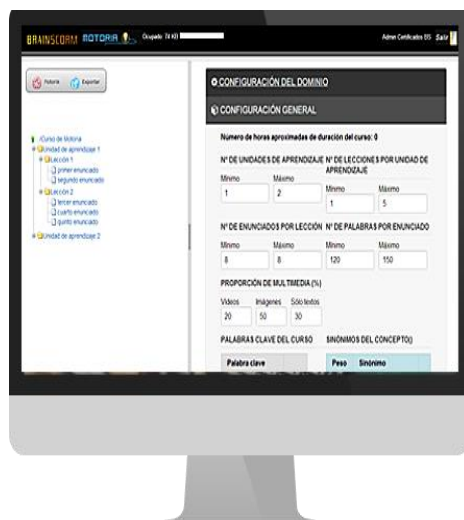 BRAINSCORM MOTORIA Ocupado: 74 KB Admin Certificados BS Salir
Historia Exportar
/Curso de Motoria
Unidad de aprendizaje 1
Lección 1
primer enunciado
segundo enunciado
Lección 2
tercer enunciado
cuarto enunciado
quinto enunciado
Unidad de aprendizaje 2
CONFIGURACIÓN DEL DOMINIO
CONFIGURACIÓN GENERAL
Número de horas aproximadas de duración del curso: 0
Nº DE UNIDADES DE APRENDIZAJE
Mínimo Máximo
1 2
Nº DE LECCIONES POR UNIDAD DE
APRENDIZAJE
Mínimo Máximo
1 5
Nº DE ENUNCIADOS POR LECCIÓN
Mínimo Máximo
8 8
Nº DE PALABRAS POR ENUNCIADO
Mínimo Máximo
120 150
PROPORCIÓN DE MULTIMEDIA (%)
Videos Imágenes Sólo textos
20 50 30
PALABRAS CLAVE DEL CURSO
Palabra clave
SINÓNIMOS DEL CONCEPTO()
Peso Sinónimo